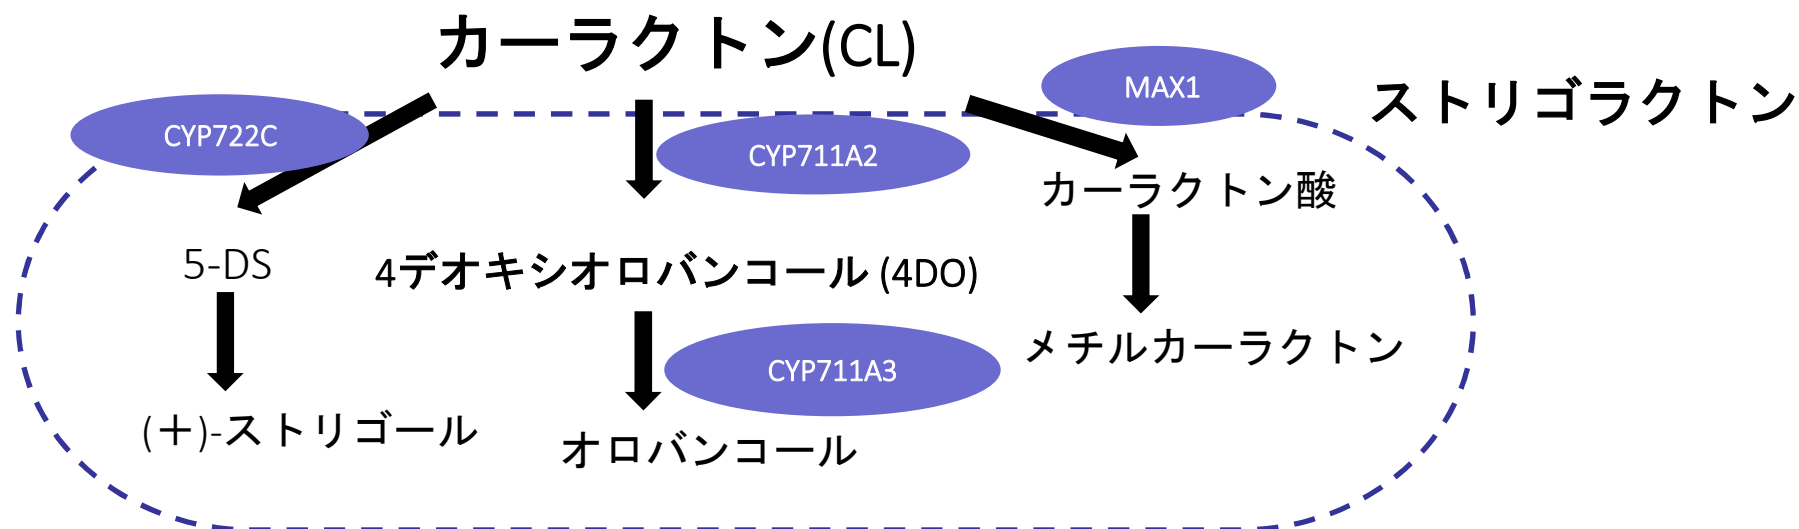 カーラクトン(CL)
MAX1
ストリゴラクトン
CYP722C
CYP711A2
カーラクトン酸
5-DS
4デオキシオロバンコール (4DO)
メチルカーラクトン
CYP711A3
(+)-ストリゴール
オロバンコール